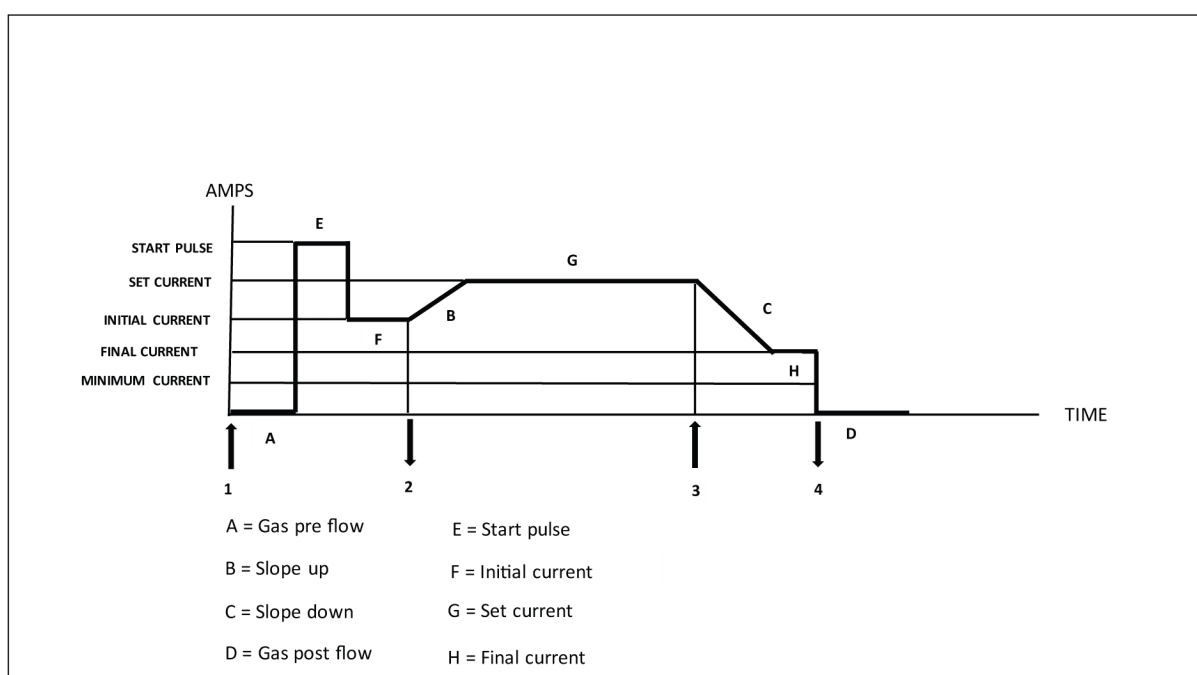 AMPS
E
START PULSE
G
SET CURRENT
C
B
INITIAL CURRENT
F
FINAL CURRENT
H
MINIMUM CURRENT
TIME
A
D
1
2
3
4
A = Gas pre flow
E = Start pulse
B = Slope up
F = Initial current
C = Slope down
G = Set current
D = Gas post flow
H = Final current